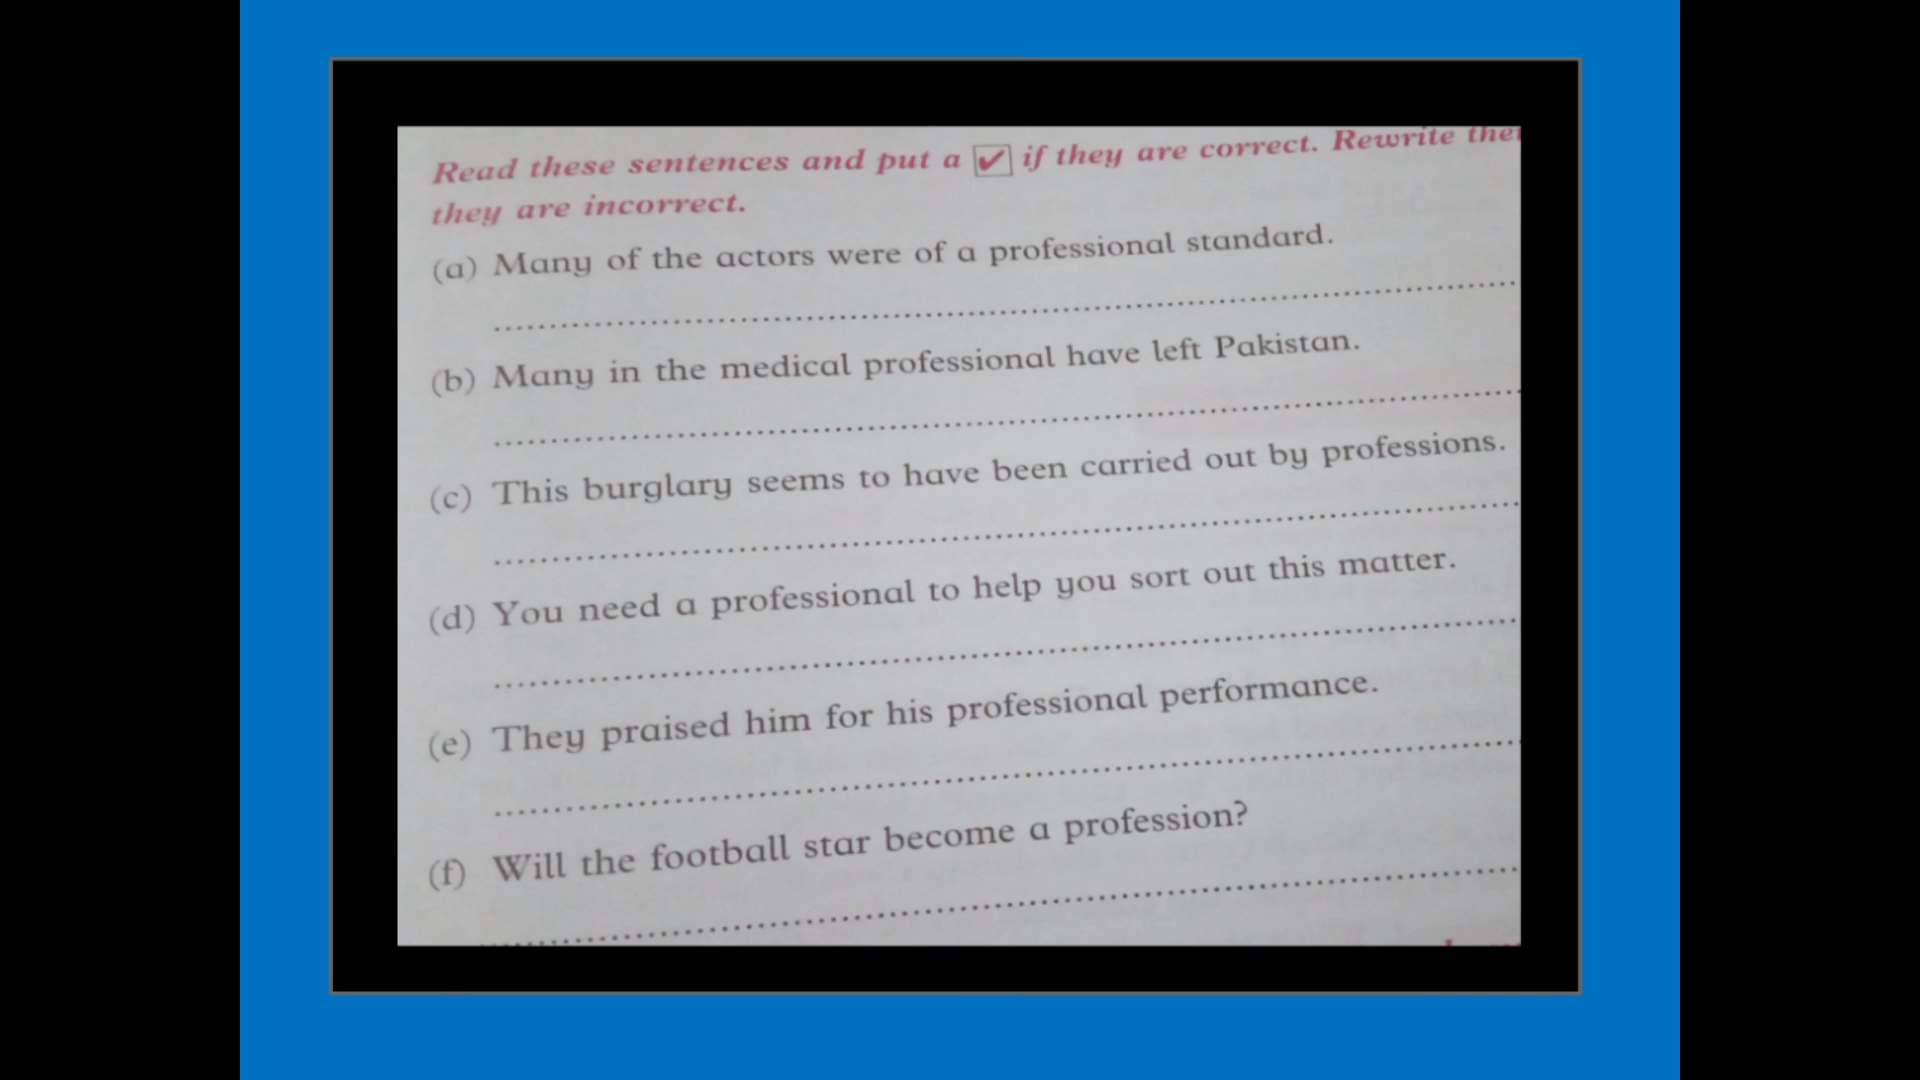 Read these sentences and put a ✔ if they are correct. Rewrite
they are incorrect.
(a) Many of the actors were of a professional standard.
(b) Many in the medical professional have left Pakistan.
(c) This burglary seems to have been carried out by professions.
(d) You need a professional to help you sort out this matter.
(e) They praised him for his professional performance.
(f) Will the football star become a profession?